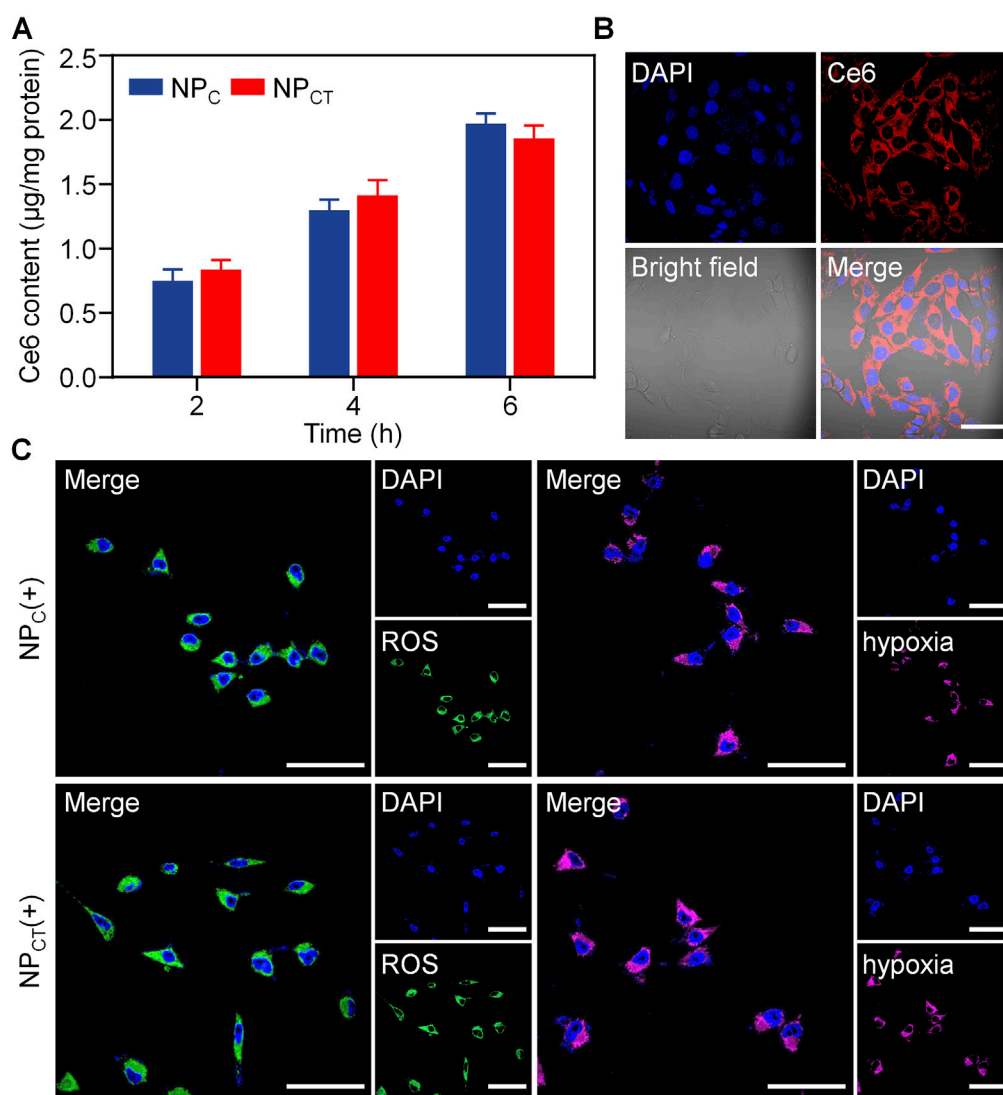 A
Ce6 content (µg/mg protein)
2.5
2.0
1.5
1.0
0.5
0.0
NPC
NPCT
2
4
6
Time (h)
B
DAPI
Ce6
Bright field
Merge
C
NPC(+)
Merge
DAPI
ROS
Merge
DAPI
hypoxia
NPCT(+)
Merge
DAPI
ROS
Merge
DAPI
hypoxia